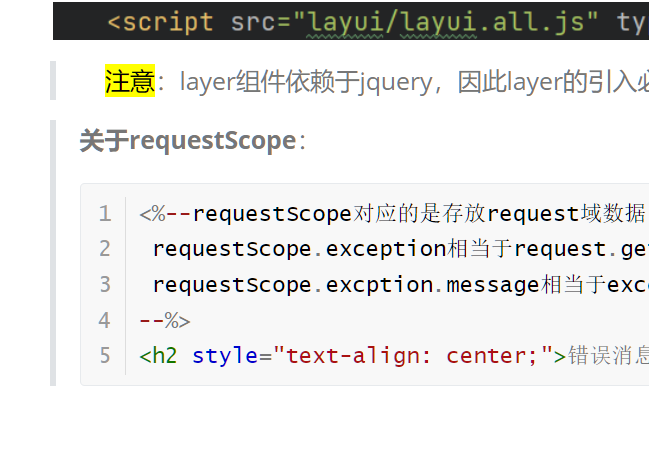 <script src="layui/layui.all.js" ty
注意：layer组件依赖于jquery，因此layer的引入
关于requestScope：
1 <%--requestScope对应的是存放request域数据
2 requestScope.exception相当于request.ge
3 requestScope.excption.message相当于exc
4 --%>
5 <h2 style="text-align: center;">错误消息